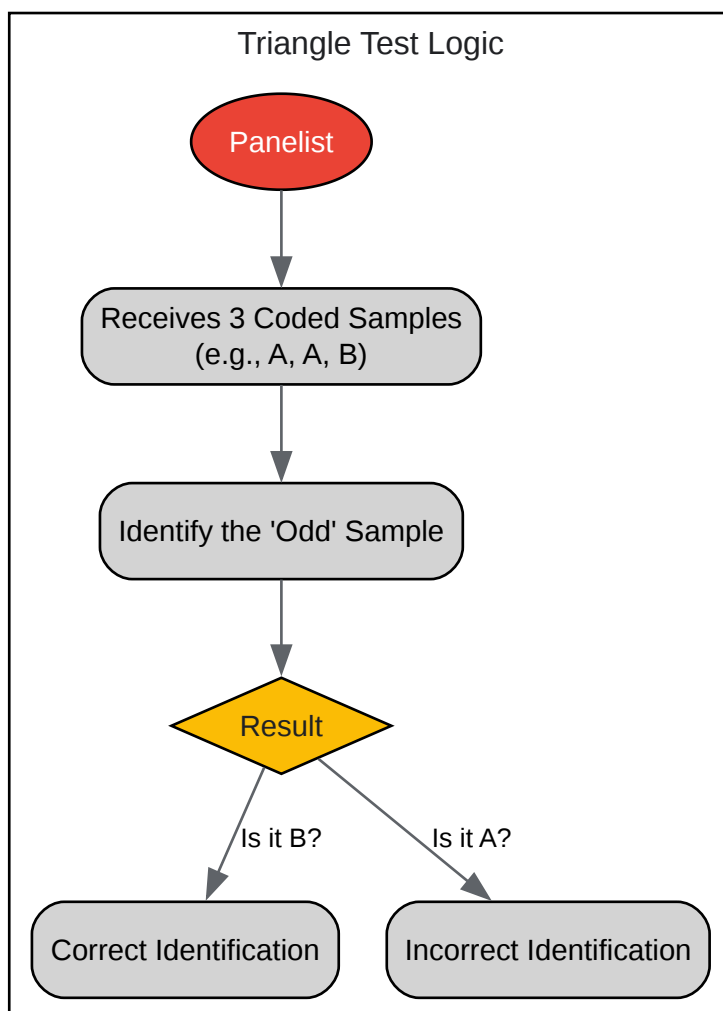 Triangle Test Logic
Panelist
Receives 3 Coded Samples
(e.g., A, A, B)
Identify the 'Odd' Sample
Result
Is it B?
Is it A?
Correct Identification
Incorrect Identification